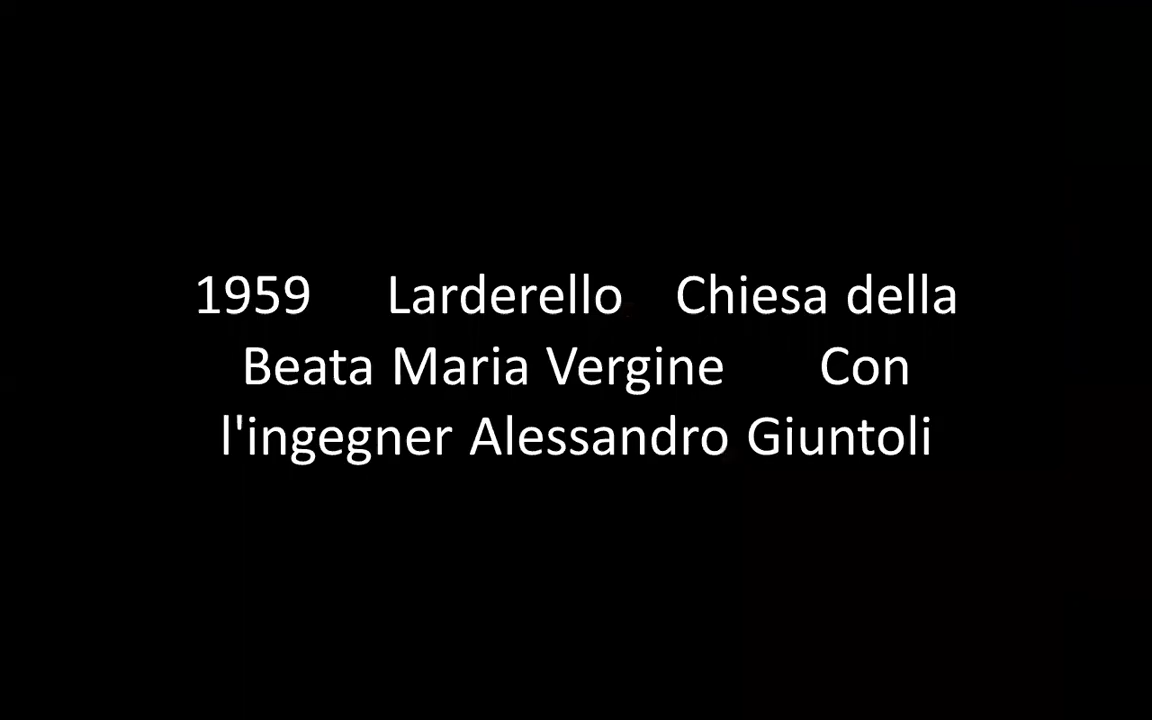 1959 Larderello Chiesa della
Beata Maria Vergine Con
l'ingegner Alessandro Giuntoli